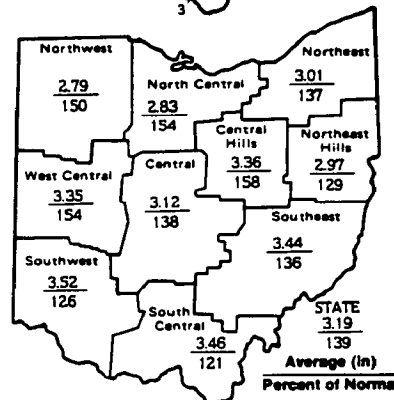 3
Northwest
2.79
150
North Central
2.83
154
Northeast
3.01
137
Central
Hills
3.36
158
Northeast
Hills
2.97
129
West Central
3.35
154
Central
3.12
138
Southeast
3.44
136
Southwest
3.52
126
South
Central
3.46
121
STATE
3.19
139
Average (in)
Percent of Norma